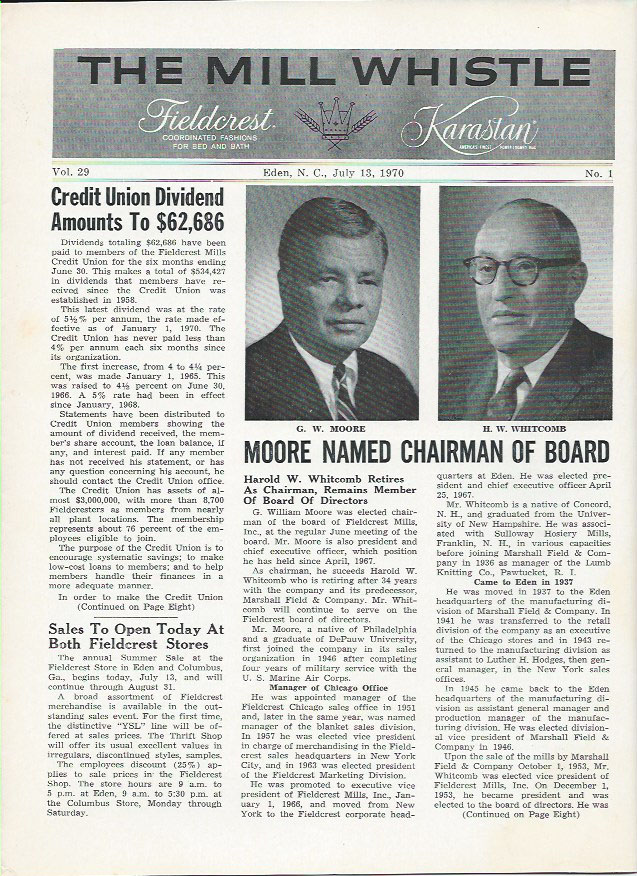 THE MILL WHISTLE
Fieldcrest
COORDINATED FASHIONS
FOR BED AND BATH
Karastan
Vol. 29
Eden, N. C., July 13, 1970
No. 1
Credit Union Dividend
Amounts To $62,686
Dividends totaling $62,686 have been
paid to members of the Fieldcrest Mills
Credit Union for the six months ending
June 30. This makes a total of $534,427
in dividends that members have re-
ceived since the Credit Union was
established in 1958.
This latest dividend was at the rate
of 5½% per annum, the rate made ef-
fective as of January 1, 1970. The
Credit Union has never paid less than
4% per annum each six months since
its organization.
The first increase, from 4 to 4¼ per-
cent, was made January 1, 1965. This
was raised to 4½ percent on June 30,
1966. A 5% rate had been in effect
since January, 1968.
Statements have been distributed to
Credit Union members showing the
amount of dividend received, the mem-
ber's share account, the loan balance, if
any, and interest paid. If any member
has not received his statement, or has
any question concerning his account, he
should contact the Credit Union office.
The Credit Union has assets of al-
most $3,000,000, with more than 8,700
Fieldcresters as members from nearly
all plant locations. The membership
represents about 76 percent of the em-
ployees eligible to join.
The purpose of the Credit Union is to
encourage systematic savings; to make
low-cost loans to members; and to help
members handle their finances in a
more adequate manner.
In order to make the Credit Union
(Continued on Page Eight)
Sales To Open Today At
Both Fieldcrest Stores
The annual Summer Sale at the
Fieldcrest Store in Eden and Columbus,
Ga., begins today, July 13, and will
continue through August 31.
A broad assortment of Fieldcrest
merchandise is available in the out-
standing sales event. For the first time,
the distinctive "YSL" line will be of-
fered at sales prices. The Thrift Shop
will offer its usual excellent values in
irregulars, discontinued styles, samples.
The employees discount (25%) ap-
plies to sale prices in the Fieldcrest
Shop. The store hours are 9 a.m. to
5 p.m. at Eden, 9 a.m. to 5:30 p.m. at
the Columbus Store, Monday through
Saturday.
G. W. MOORE
H. W. WHITCOMB
MOORE NAMED CHAIRMAN OF BOARD
Harold W. Whitcomb Retires
As Chairman, Remains Member
Of Board Of Directors
G. William Moore was elected chair-
man of the board of Fieldcrest Mills,
Inc., at the regular June meeting of the
board. Mr. Moore is also president and
chief executive officer, which position
he has held since April, 1967.
As chairman, he suceeds Harold W.
Whitcomb who is retiring after 34 years
with the company and its predecessor,
Marshall Field & Company. Mr. Whit-
comb will continue to serve on the
Fieldcrest board of directors.
Mr. Moore, a native of Philadelphia
and a graduate of DePauw University,
first joined the company in its sales
organization in 1946 after completing
four years of military service with the
U. S. Marine Air Corps.
Manager of Chicago Office
He was appointed manager of the
Fieldcrest Chicago sales office in 1951
and, later in the same year, was named
manager of the blanket sales division.
In 1957 he was elected vice president
in charge of merchandising in the Field-
crest sales headquarters in New York
City, and in 1963 was elected president
of the Fieldcrest Marketing Division.
He was promoted to executive vice
president of Fieldcrest Mills, Inc., Janu-
ary 1, 1966, and moved from New
York to the Fieldcrest corporate head-
quarters at Eden. He was elected pre-
sident and chief executive officer April
25, 1967.
Mr. Whitcomb is a native of Concord,
N. H., and graduated from the Univer-
sity of New Hampshire. He was associ-
ated with Sulloway Hosiery Mills,
Franklin, N. H., in various capacities
before joining Marshall Field & Com-
pany in 1936 as manager of the Lumb
Knitting Co., Pawtucket, R. I.
Came to Eden in 1937
He was moved in 1937 to the Eden
headquarters of the manufacturing di-
vision of Marshall Field & Company. In
1941 he was transferred to the retail
division of the company as an executive
of the Chicago stores and in 1943 re-
turned to the manufacturing division as
assistant to Luther H. Hodges, then gen-
eral manager, in the New York sales
offices.
In 1945 he came back to the Eden
headquarters of the manufacturing di-
vision as assistant general manager and
production manager of the manufac-
turing division. He was elected division-
al vice president of Marshall Field &
Company in 1946.
Upon the sale of the mills by Marshall
Field & Company October 1, 1953, Mr.
Whitcomb was elected vice president of
Fieldcrest Mills, Inc. On December 1,
1953, he became president and was
elected to the board of directors. He was
(Continued on Page Eight)